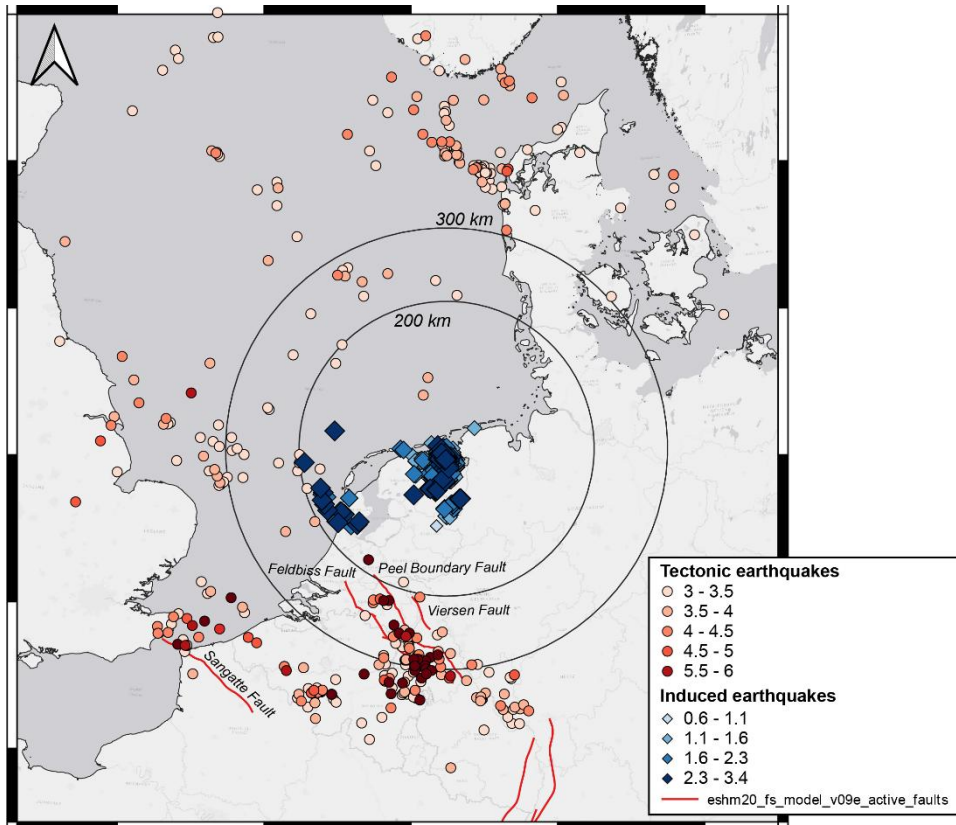 300 km
200 km
Feldbiss Fault
Peel Boundary Fault
Viersen Fault
Sangatte Fault
Tectonic earthquakes
3 - 3.5
3.5 - 4
4 - 4.5
4.5 - 5
5.5 - 6
Induced earthquakes
0.6 - 1.1
1.1 - 1.6
1.6 - 2.3
2.3 - 3.4
eshm20_fs_model_v09e_active_faults